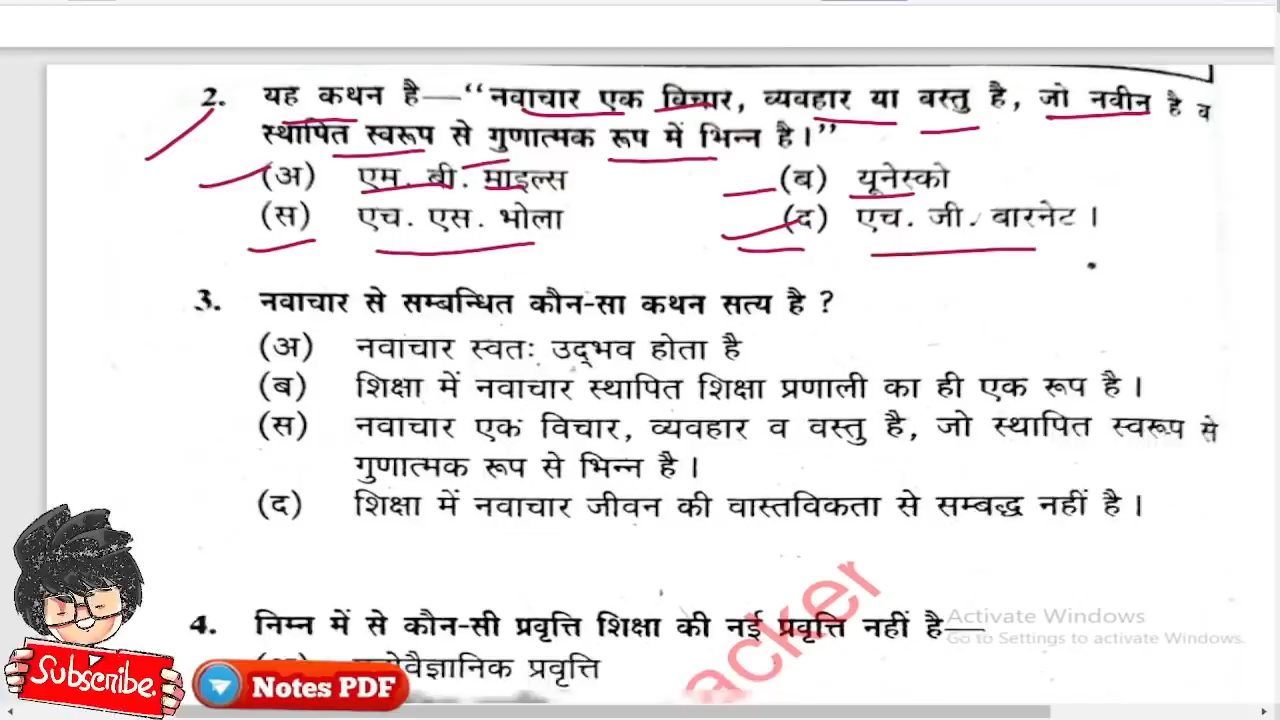 2. यह कथन है—“नवाचार एक विचार, व्यवहार या वस्तु है, जो नवीन है व
स्थापित स्वरूप से गुणात्मक रूप में भिन्न है।”
(अ) एम. बी. माइल्स (ब) यूनेस्को
(स) एच. एस. भोला (द) एच. जी. बारनेट।
3. नवाचार से सम्बन्धित कौन-सा कथन सत्य है ?
(अ) नवाचार स्वतः उद्भव होता है
(ब) शिक्षा में नवाचार स्थापित शिक्षा प्रणाली का ही एक रूप है।
(स) नवाचार एक विचार, व्यवहार व वस्तु है, जो स्थापित स्वरूप से
गुणात्मक रूप से भिन्न है।
(द) शिक्षा में नवाचार जीवन की वास्तविकता से सम्बद्ध नहीं है।
acker
Activate Windows
4. निम्न में से कौन-सी प्रवृत्ति शिक्षा की नई प्रवृत्ति नहीं है—
Go to Settings to activate Windows.
प्रवृत्ति
Subscribe.
Notes PDF